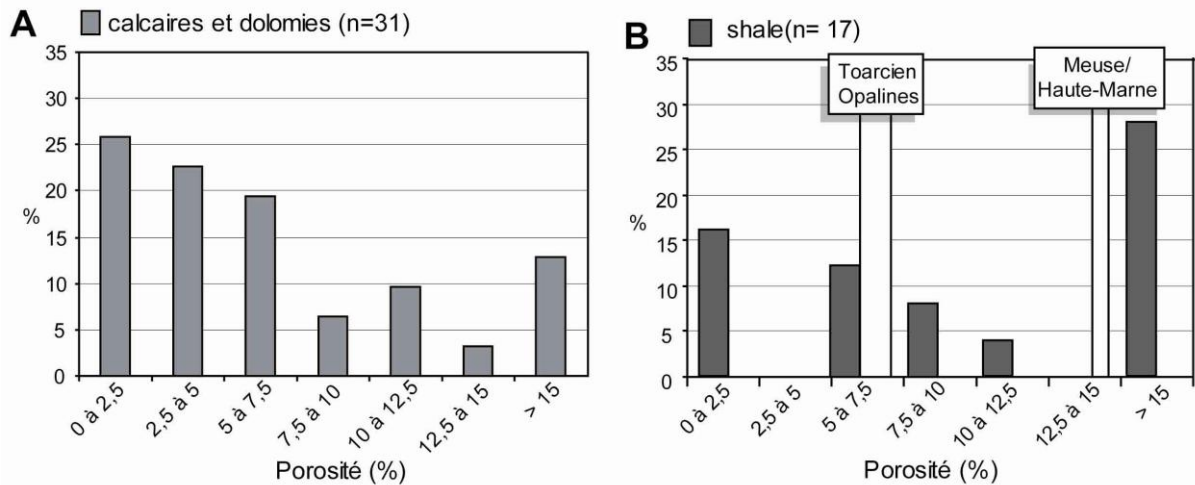 A
calcaires et dolomies (n=31)
35
30
25
20
15
10
5
0
%
0 à 2,5
2,5 à 5
5 à 7,5
7,5 à 10
10 à 12,5
12,5 à 15
> 15
Porosité (%)
B
shale(n= 17)
Toarcien
Opalines
Meuse/
Haute-Marne
35
30
25
20
15
10
5
0
%
0 à 2,5
2,5 à 5
5 à 7,5
7,5 à 10
10 à 12,5
12,5 à 15
> 15
Porosité (%)